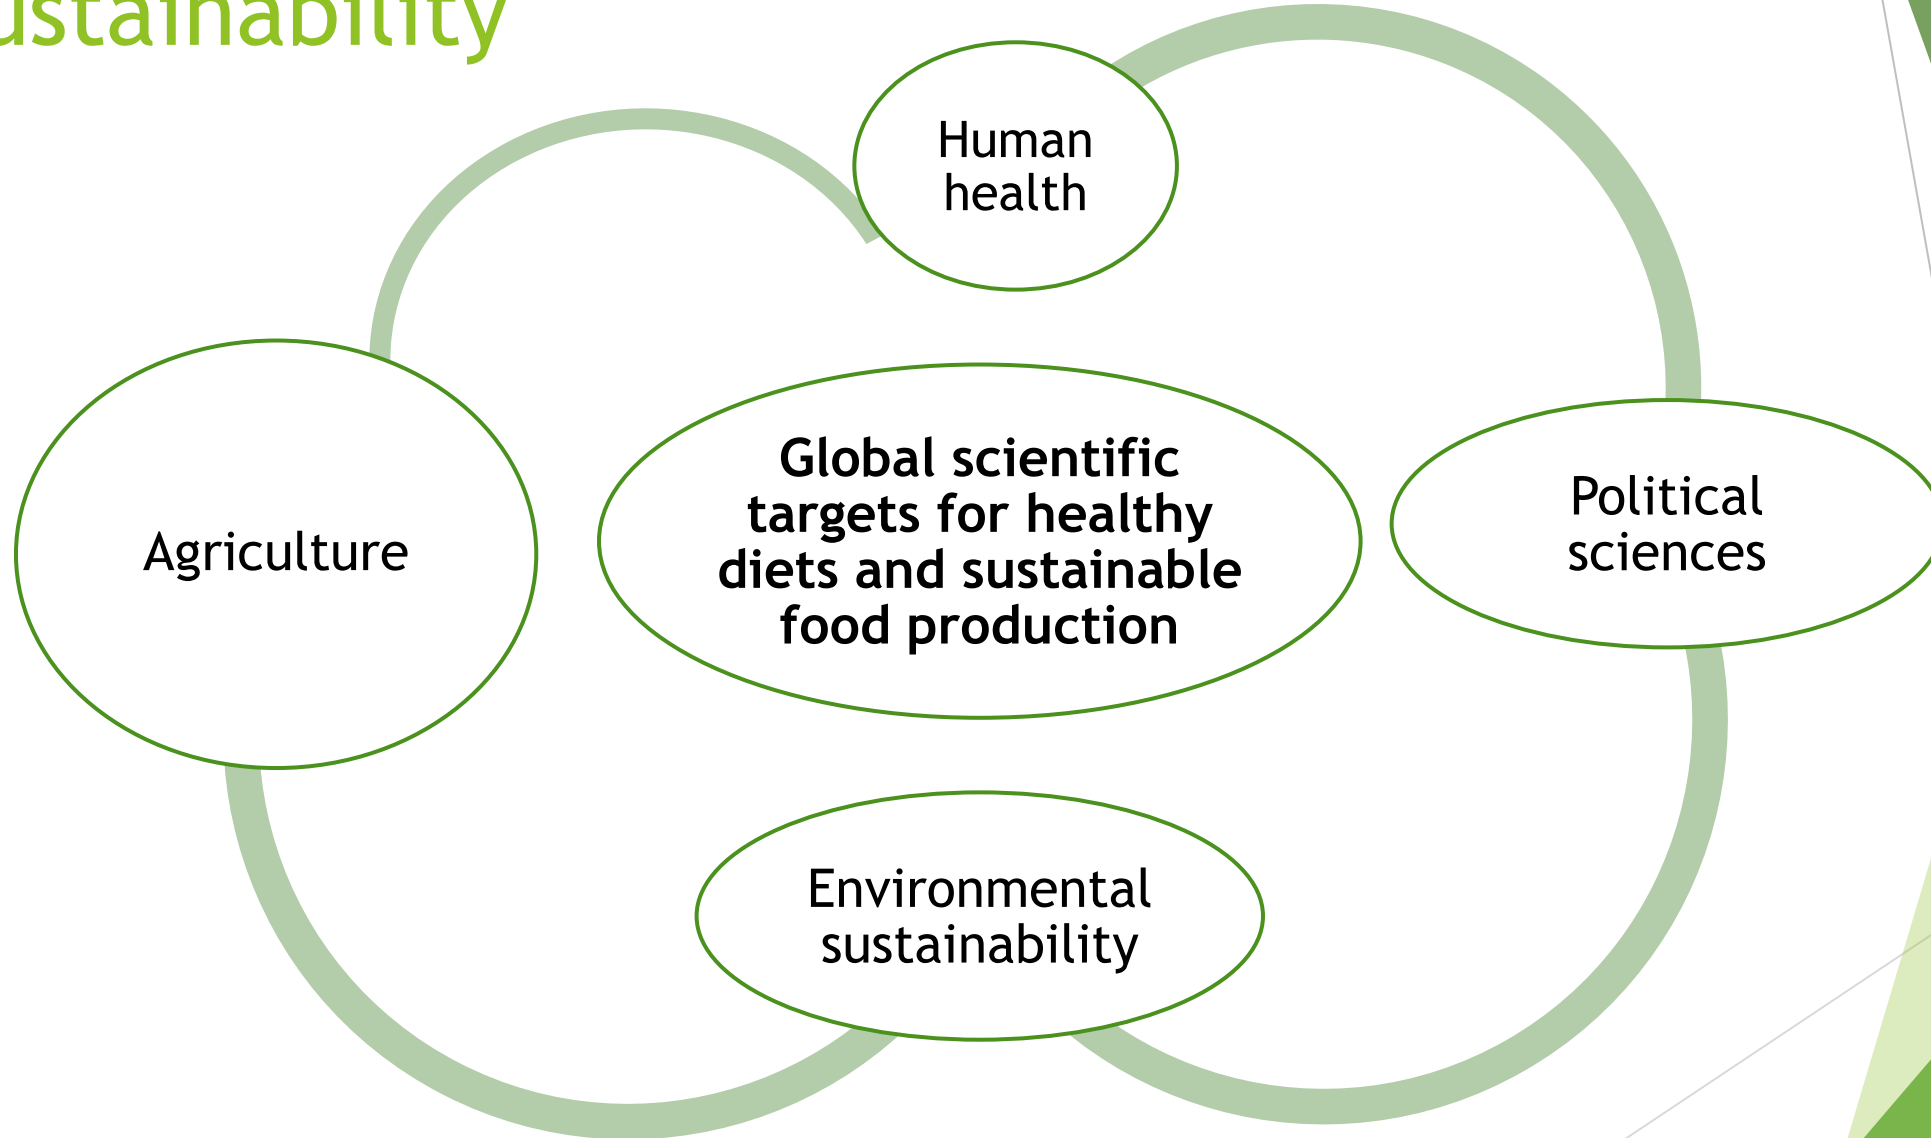 ustainability
Human
health
Global scientific
targets for healthy
diets and sustainable
food production
Political
sciences
Agriculture
Environmental
sustainability